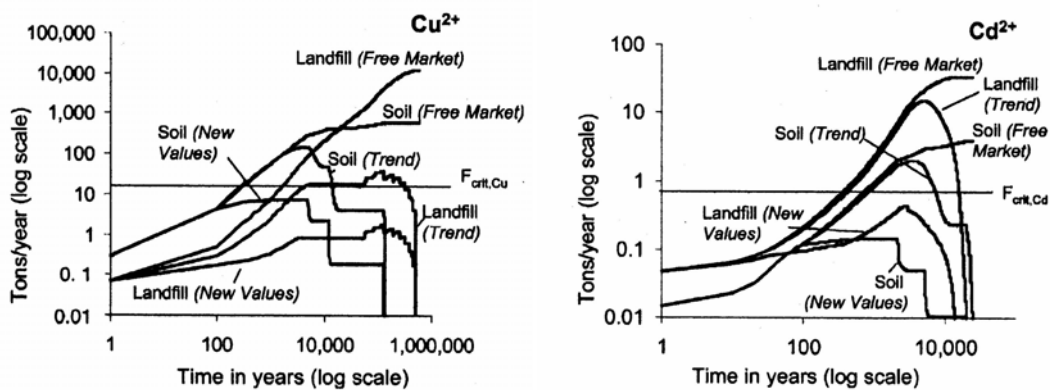 Cu²⁺
100,000
10,000
1,000
100
10
1
0. 1
0.01
Tons/year (log scale)
Landfill (Free Market)
Soil (Free Market)
Soil (New
Values)
Soil (Trend)
F crit,Cu
Landfill
(Trend)
Landfill (New Values)
1
100
10,000
1,000,000
Time in years (log scale)
Cd²⁺
100
10
1
0.1
0.01
Tons/year (log scale)
Landfill (Free Market)
Landfill
(Trend)
Soil
(Trend)
Soil (Free
Market)
F crit,Cd
Landfill (New
Values)
Soil
(New Values)
1
100
10,000
Time in years (log scale)